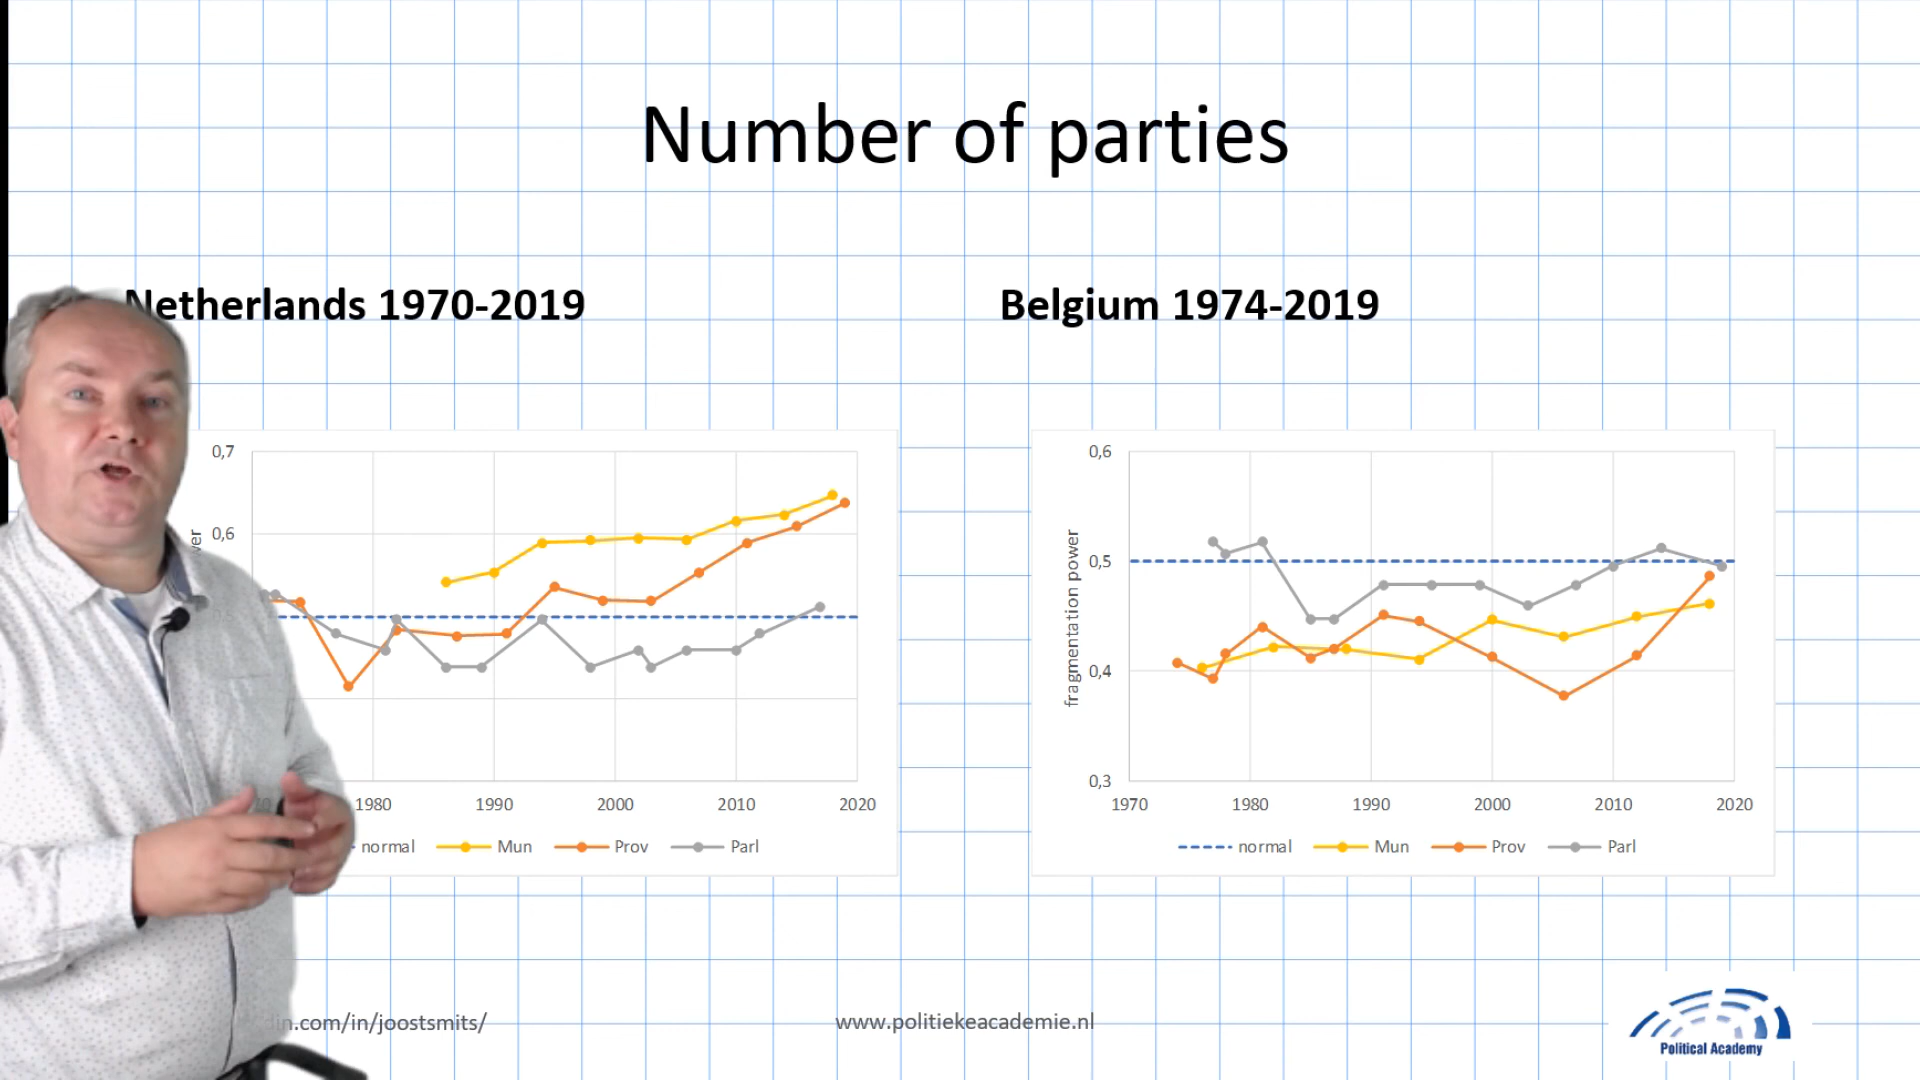 Number of parties
Netherlands 1970-2019
Belgium 1974-2019
0,7
0,6
1980
1990
2000
2010
2020
normal
Mun
Prov
Parl
fragmentation power
0,6
0,5
0,4
0,3
1970
1980
1990
2000
2010
2020
normal
Mun
Prov
Parl
in.com/in/joostsmits/
www.politiekeacademie.nl
Political Academy